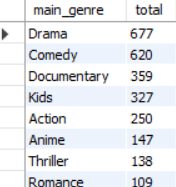 main_genre total
Drama 677
Comedy 620
Documentary 359
Kids 327
Action 250
Anime 147
Thriller 138
Romance 109